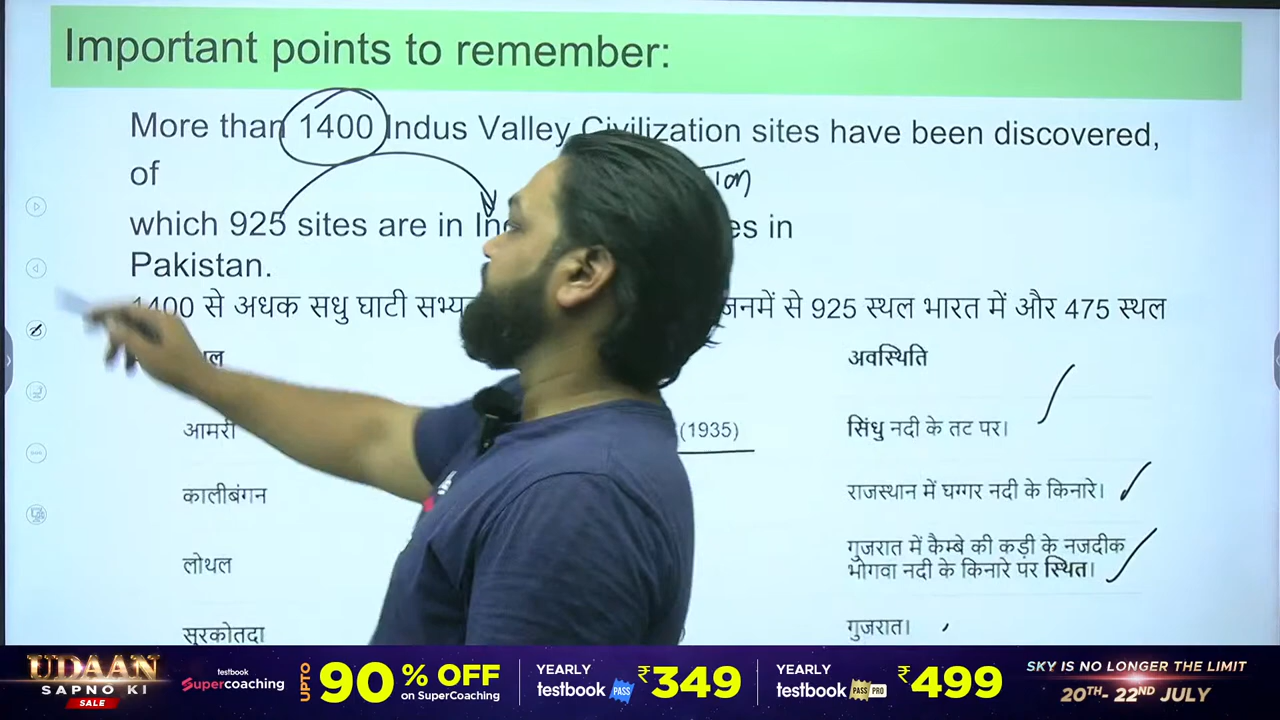 Important points to remember:
More than 1400 Indus Valley Civilization sites have been discovered,
of
which 925 sites are in es in
Pakistan.
1400 से अधक सधु घाटी जनमें से 925 स्थल भारत में और 475 स्थल
अवस्थिति
आमरी (1935) सिंधु नदी के तट पर।
कालीबंगन राजस्थान में घग्गर नदी के किनारे।
लोथल गुजरात में कैम्बे की कड़ी के नजदीक
भोगवा नदी के किनारे पर स्थित।
सुरकोतदा गुजरात।
UDAAN
SAPNO KI
SALE
testbook
Supercoaching
UPTO 90 % OFF
on SuperCoaching
YEARLY
testbook PASS ₹349
YEARLY
testbook PASS PRO ₹499
SKY IS NO LONGER THE LIMIT
20TH- 22ND JULY